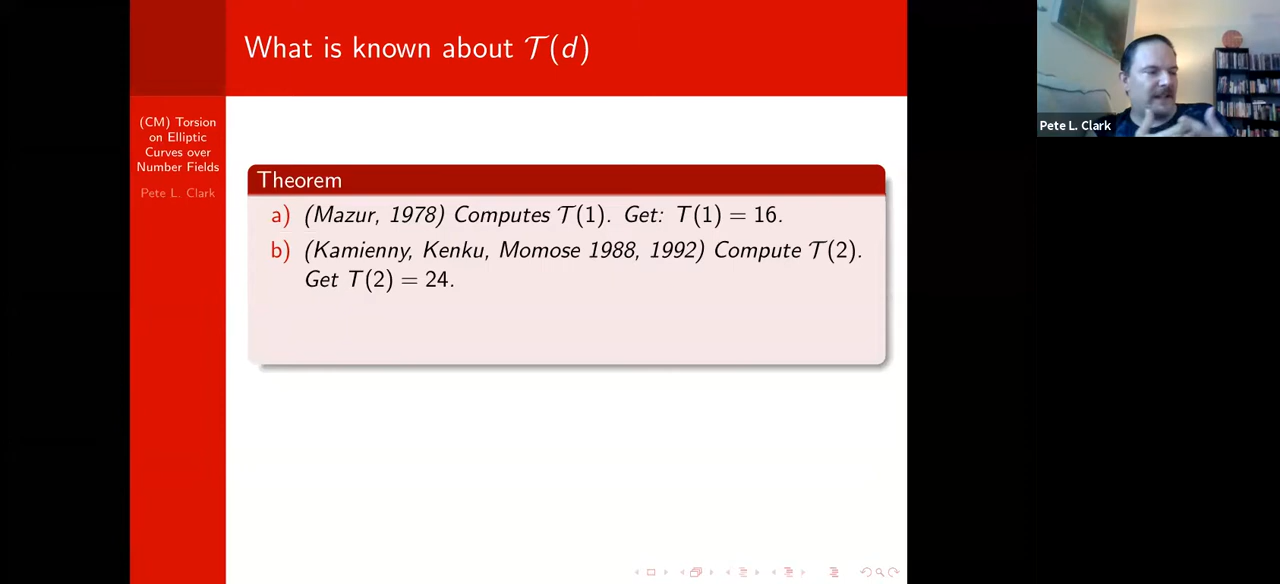 What is known about 𝒯(d)
(CM) Torsion
on Elliptic
Curves over
Number Fields
Pete L. Clark
Theorem
a) (Mazur, 1978) Computes 𝒯(1). Get: T(1) = 16.
b) (Kamienny, Kenku, Momose 1988, 1992) Compute 𝒯(2).
Get T(2) = 24.
Pete L. Clark